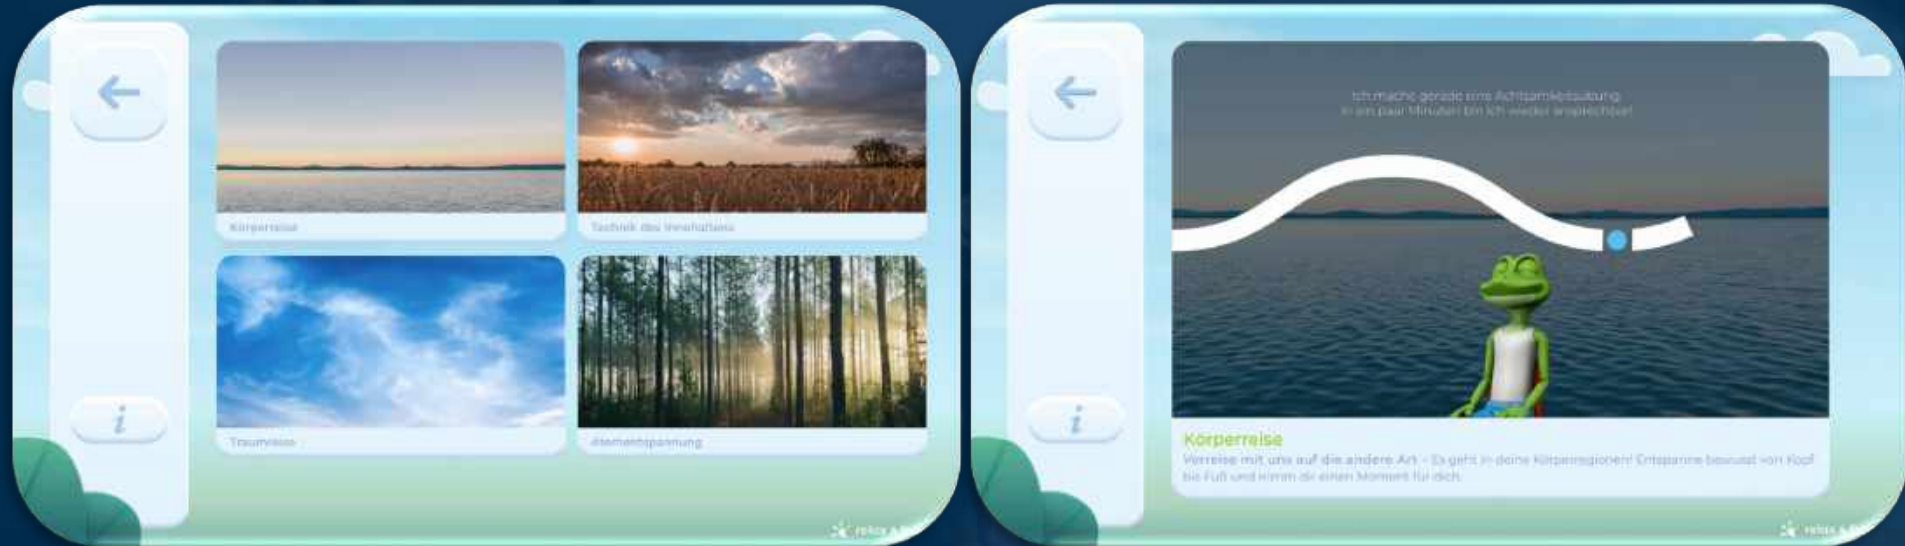 Körperreise
Technik des Innehaltens
Traumreise
Atementspannung
i
relax &
Ich mache gerade eine Achtsamkeitsübung.
In ein paar Minuten bin ich wieder ansprechbar!
Körperreise
Verreise mit uns auf die andere Art - Es geht in deine Körperregionen! Entspanne bewusst von Kopf
bis Fuß und nimm dir einen Moment für dich.
i
relax &